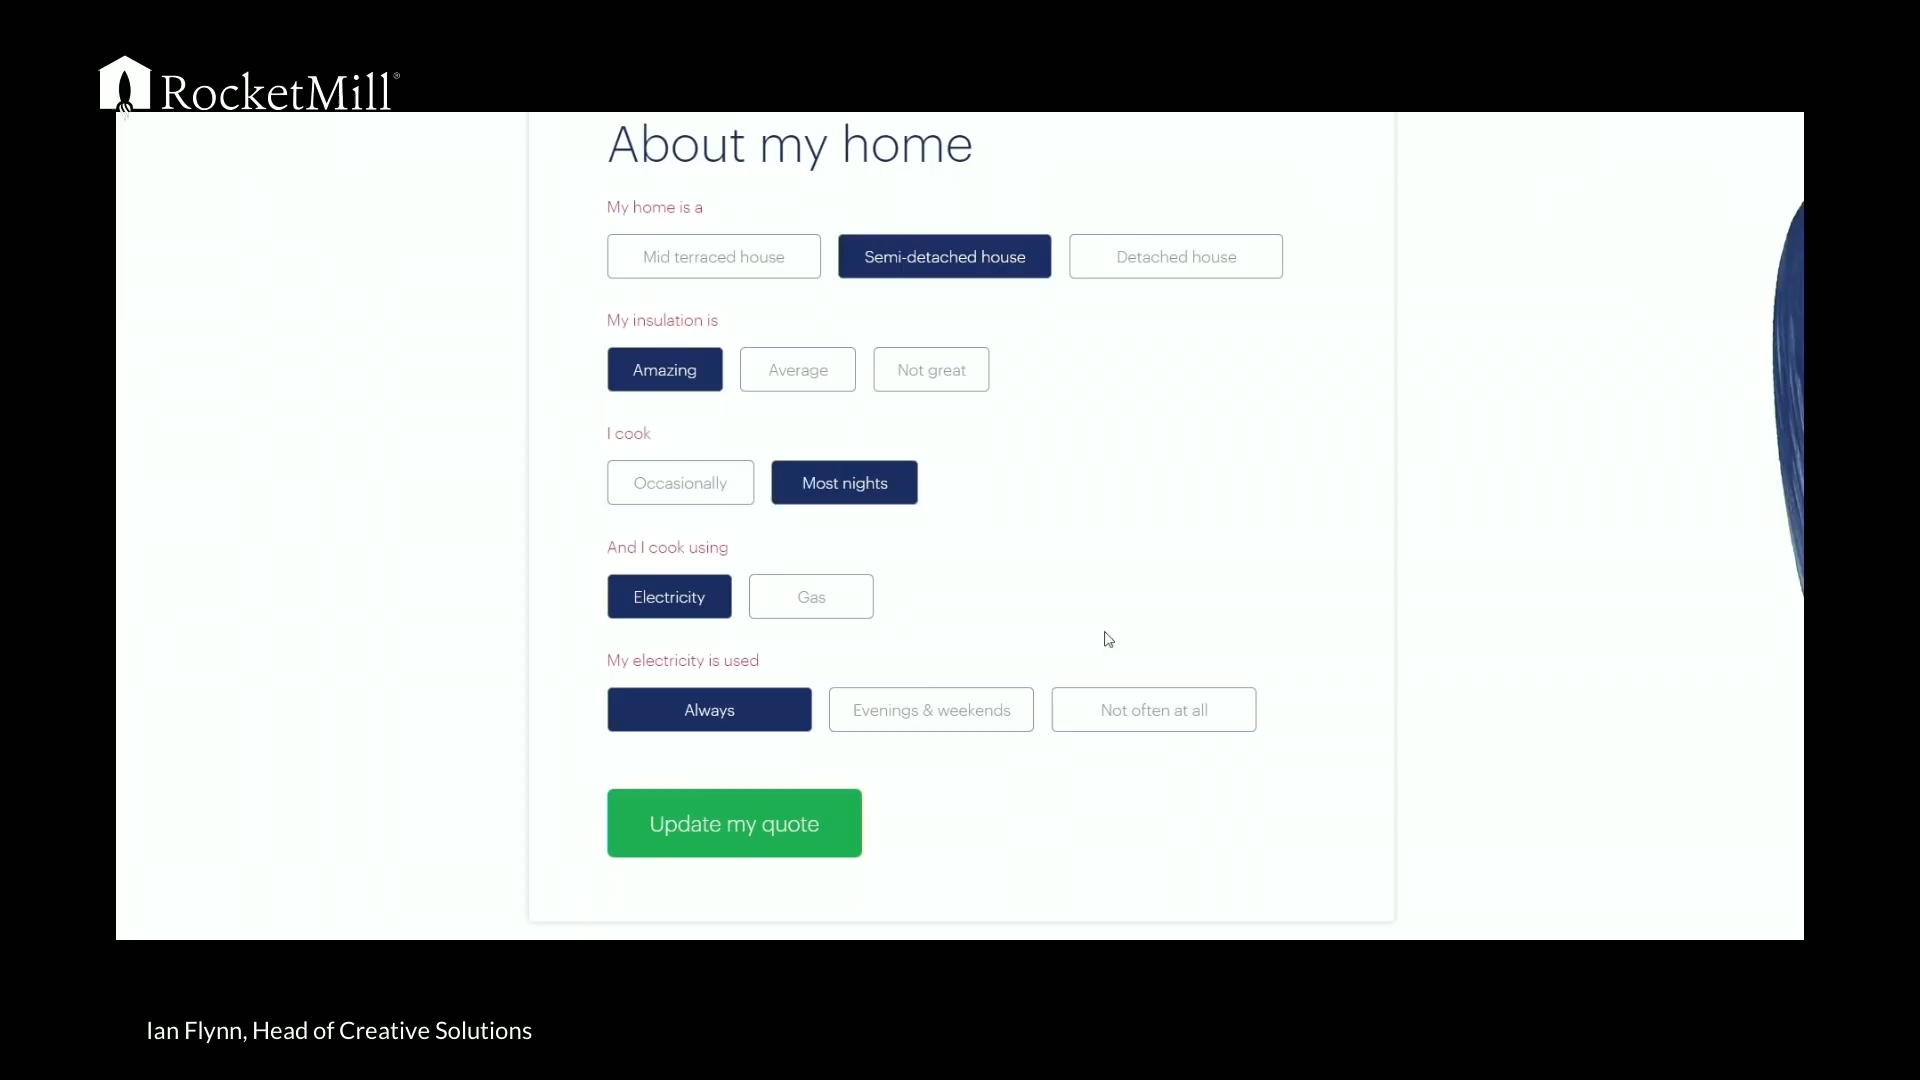 RocketMill®
About my home
My home is a
Mid terraced house Semi-detached house Detached house
My insulation is
Amazing Average Not great
I cook
Occasionally Most nights
And I cook using
Electricity Gas
My electricity is used
Always Evenings & weekends Not often at all
Update my quote
Ian Flynn, Head of Creative Solutions